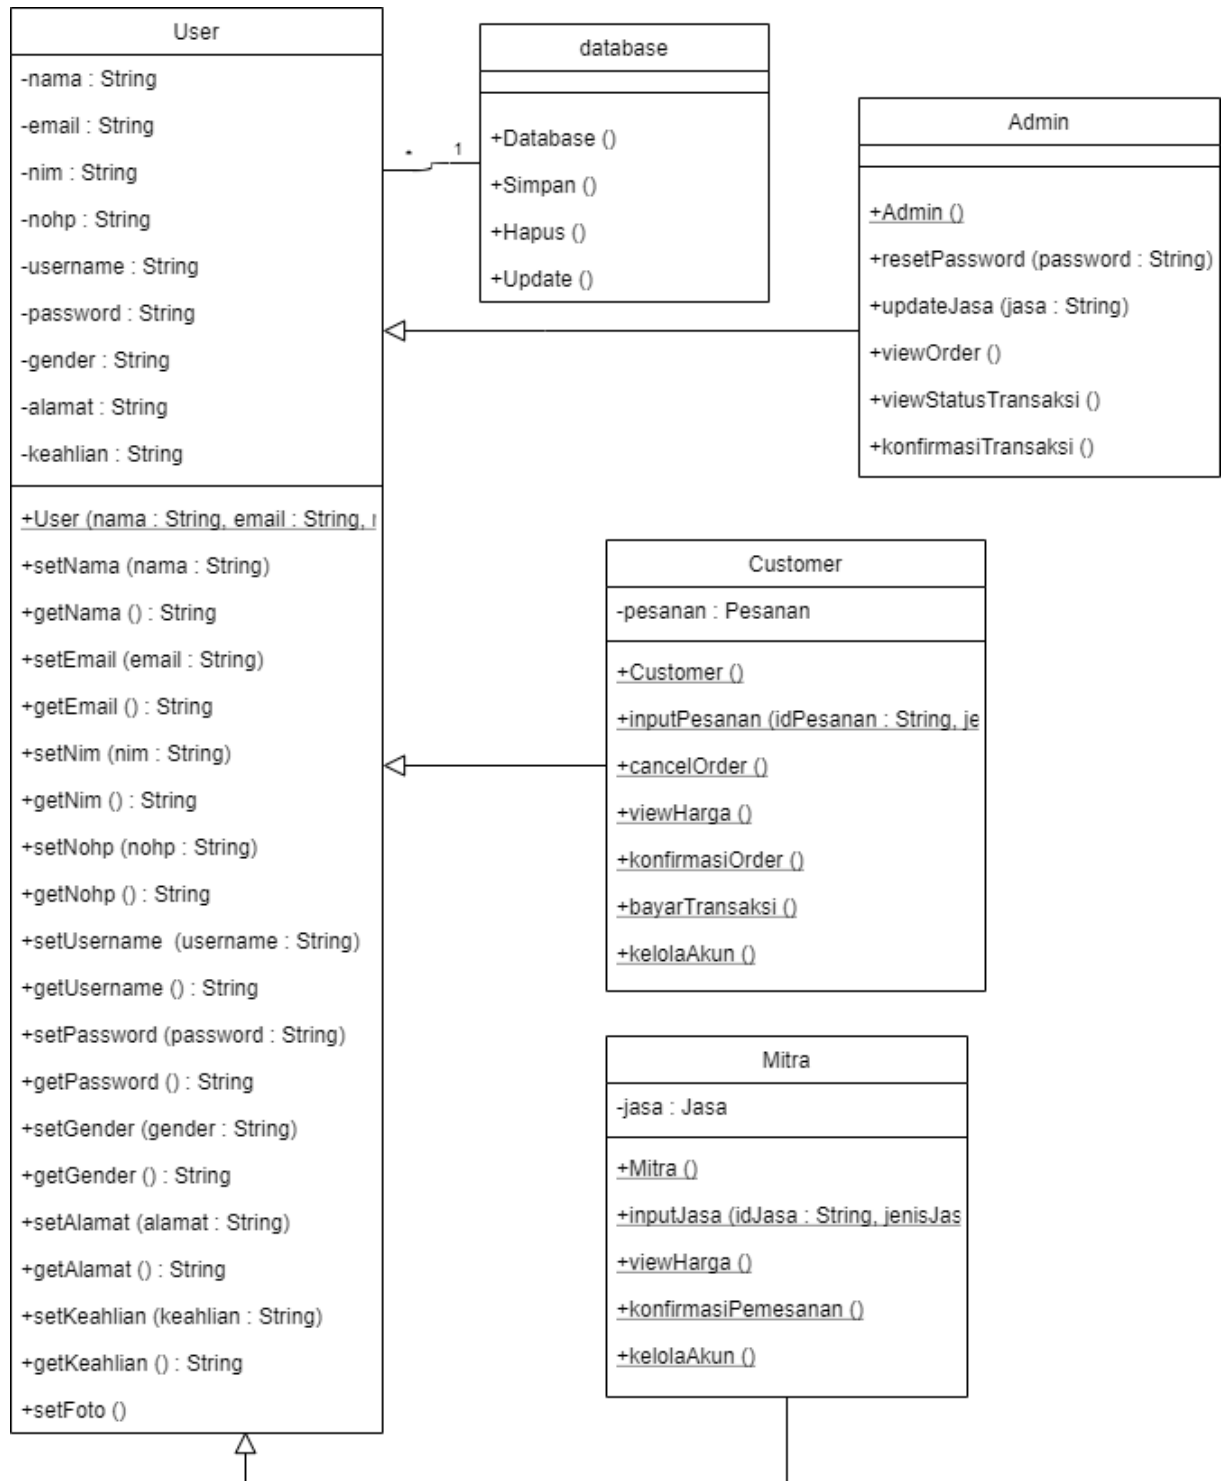 User
-nama : String
-email : String
-nim : String
-nohp : String
-username : String
-password : String
-gender : String
-alamat : String
-keahlian : String
+User (nama : String, email : String,
+setNama (nama : String)
+getNama () : String
+setEmail (email : String)
+getEmail () : String
+setNim (nim : String)
+getNim () : String
+setNohp (nohp : String)
+getNohp () : String
+setUsername (username : String)
+getUsername () : String
+setPassword (password : String)
+getPassword () : String
+setGender (gender : String)
+getGender () : String
+setAlamat (alamat : String)
+getAlamat () : String
+setKeahlian (keahlian : String)
+getKeahlian () : String
+setFoto ()
* 1
database
+Database ()
+Simpan ()
+Hapus ()
+Update ()
Admin
+Admin ()
+resetPassword (password : String)
+updateJasa (jasa : String)
+viewOrder ()
+viewStatusTransaksi ()
+konfirmasiTransaksi ()
Customer
-pesanan : Pesanan
+Customer ()
+inputPesanan (idPesanan : String, je
+cancelOrder ()
+viewHarga ()
+konfirmasiOrder ()
+bayarTransaksi ()
+kelolaAkun ()
Mitra
-jasa : Jasa
+Mitra ()
+inputJasa (idJasa : String, jenisJas
+viewHarga ()
+konfirmasiPemesanan ()
+kelolaAkun ()